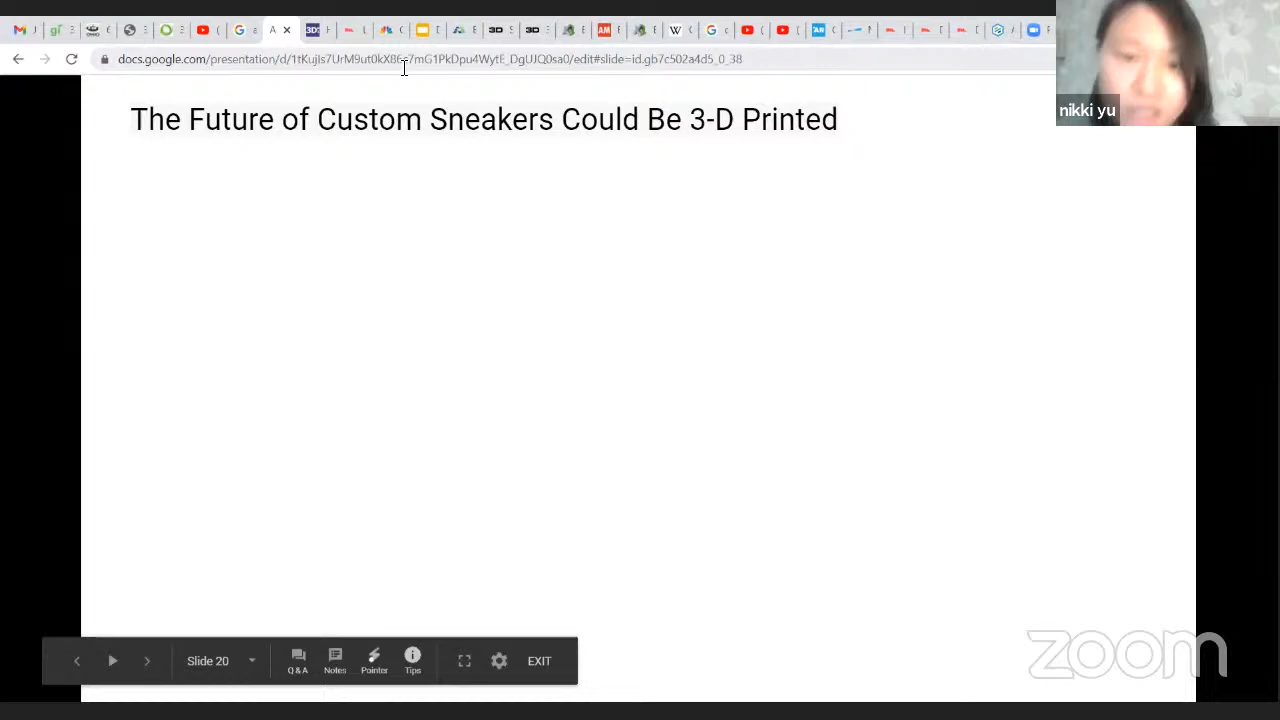 docs.google.com/presentation/d/1tKujIs7UrM9ut0kX86-7mG1PkDpu4WytE_DgUJQ0sa0/edit#slide=id.gb7c502a4d5_0_38
nikki yu
The Future of Custom Sneakers Could Be 3-D Printed
Slide 20
Q & A
Notes
Pointer
Tips
EXIT
zoom